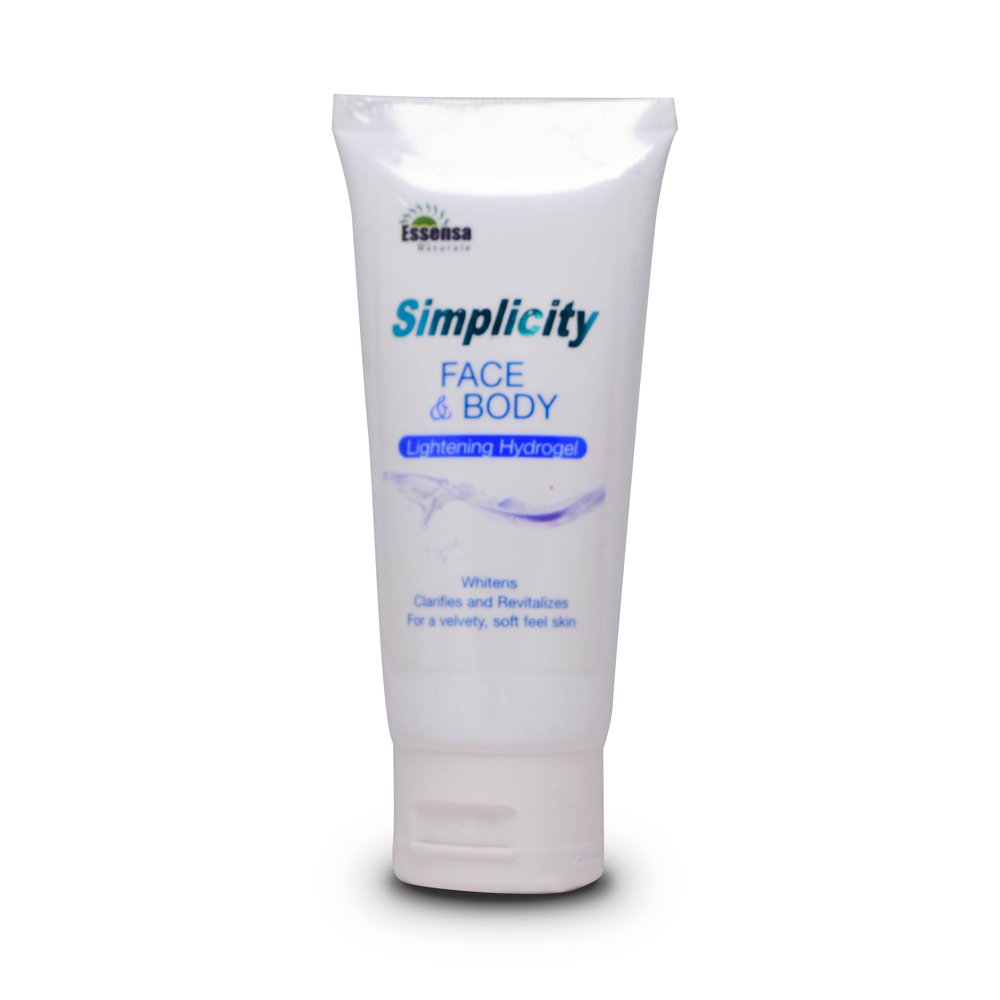 Essensa
Naturale
Simplicity
FACE
& BODY
Lightening Hydrogel
Whitens
Clarifies and Revitalizes
For a velvety, soft feel skin